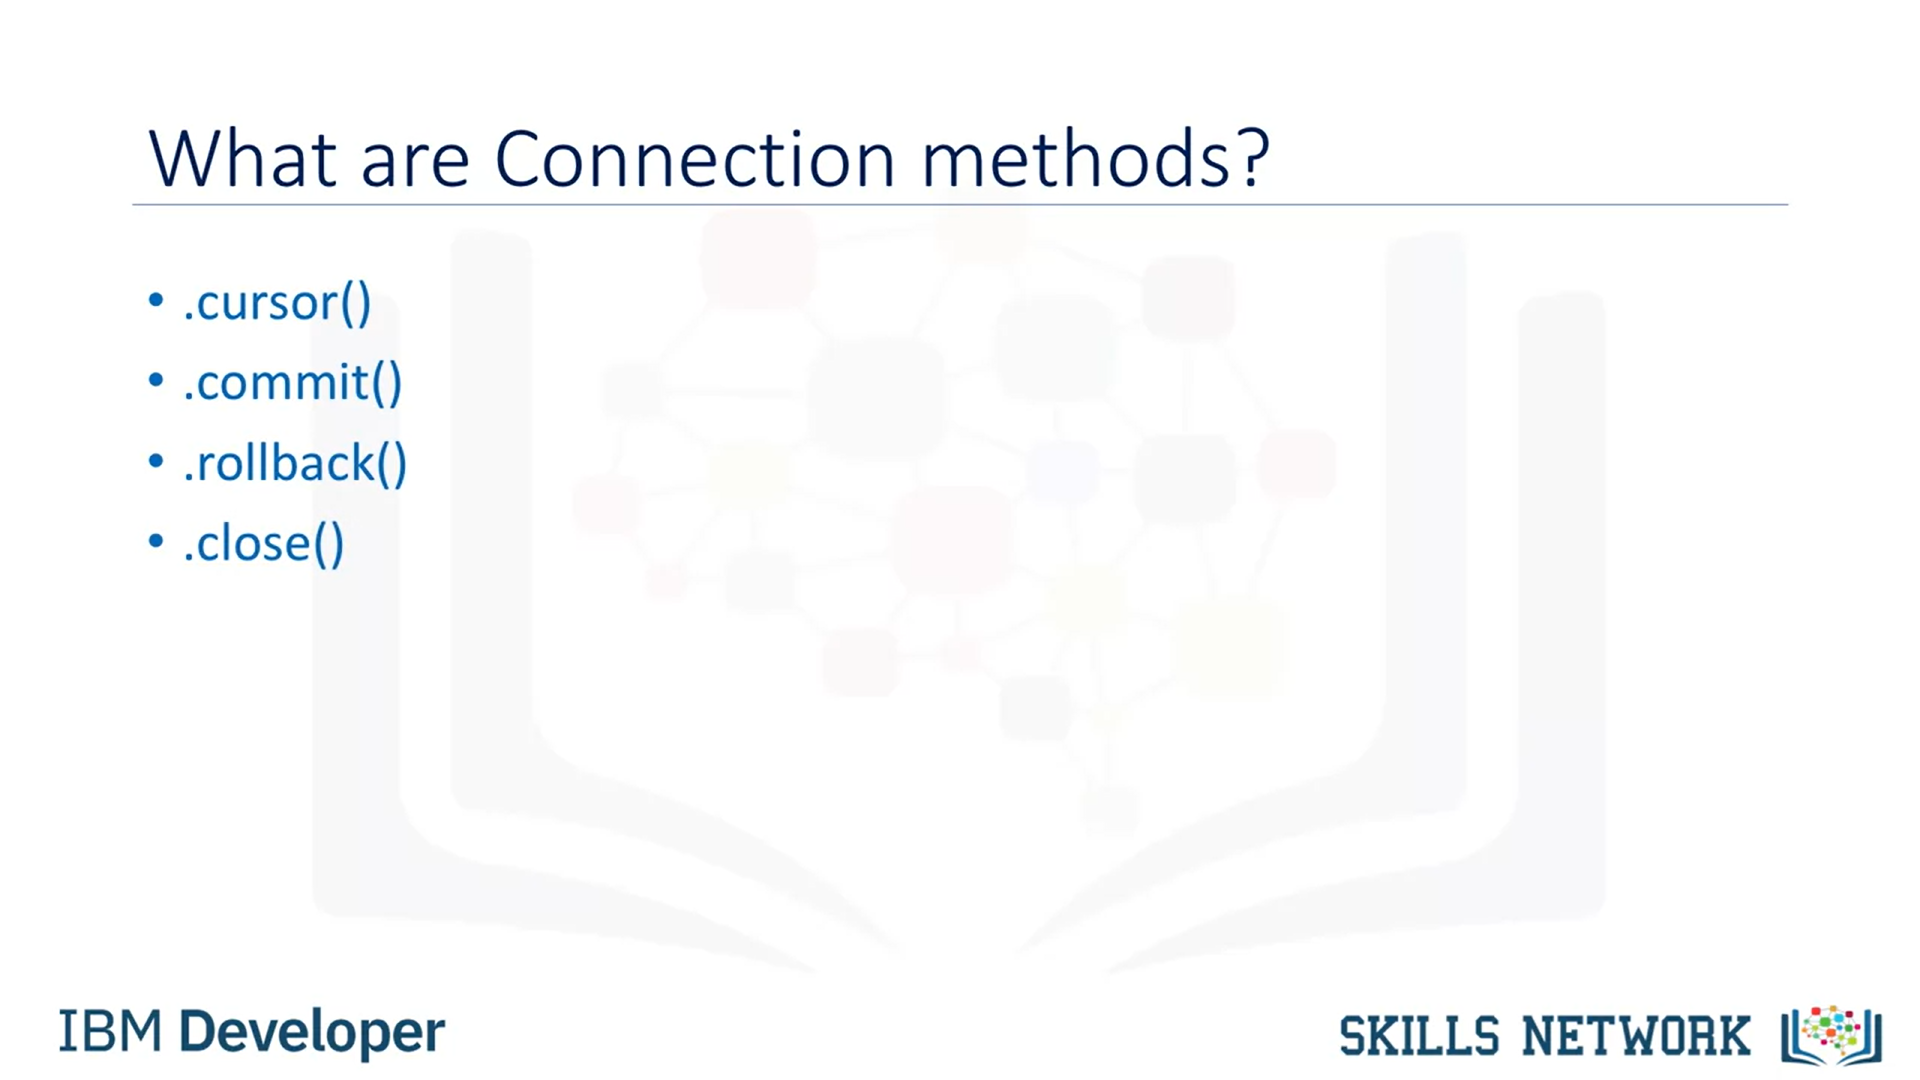 What are Connection methods?
• .cursor()
• .commit()
• .rollback()
• .close()
IBM Developer
SKILLS NETWORK